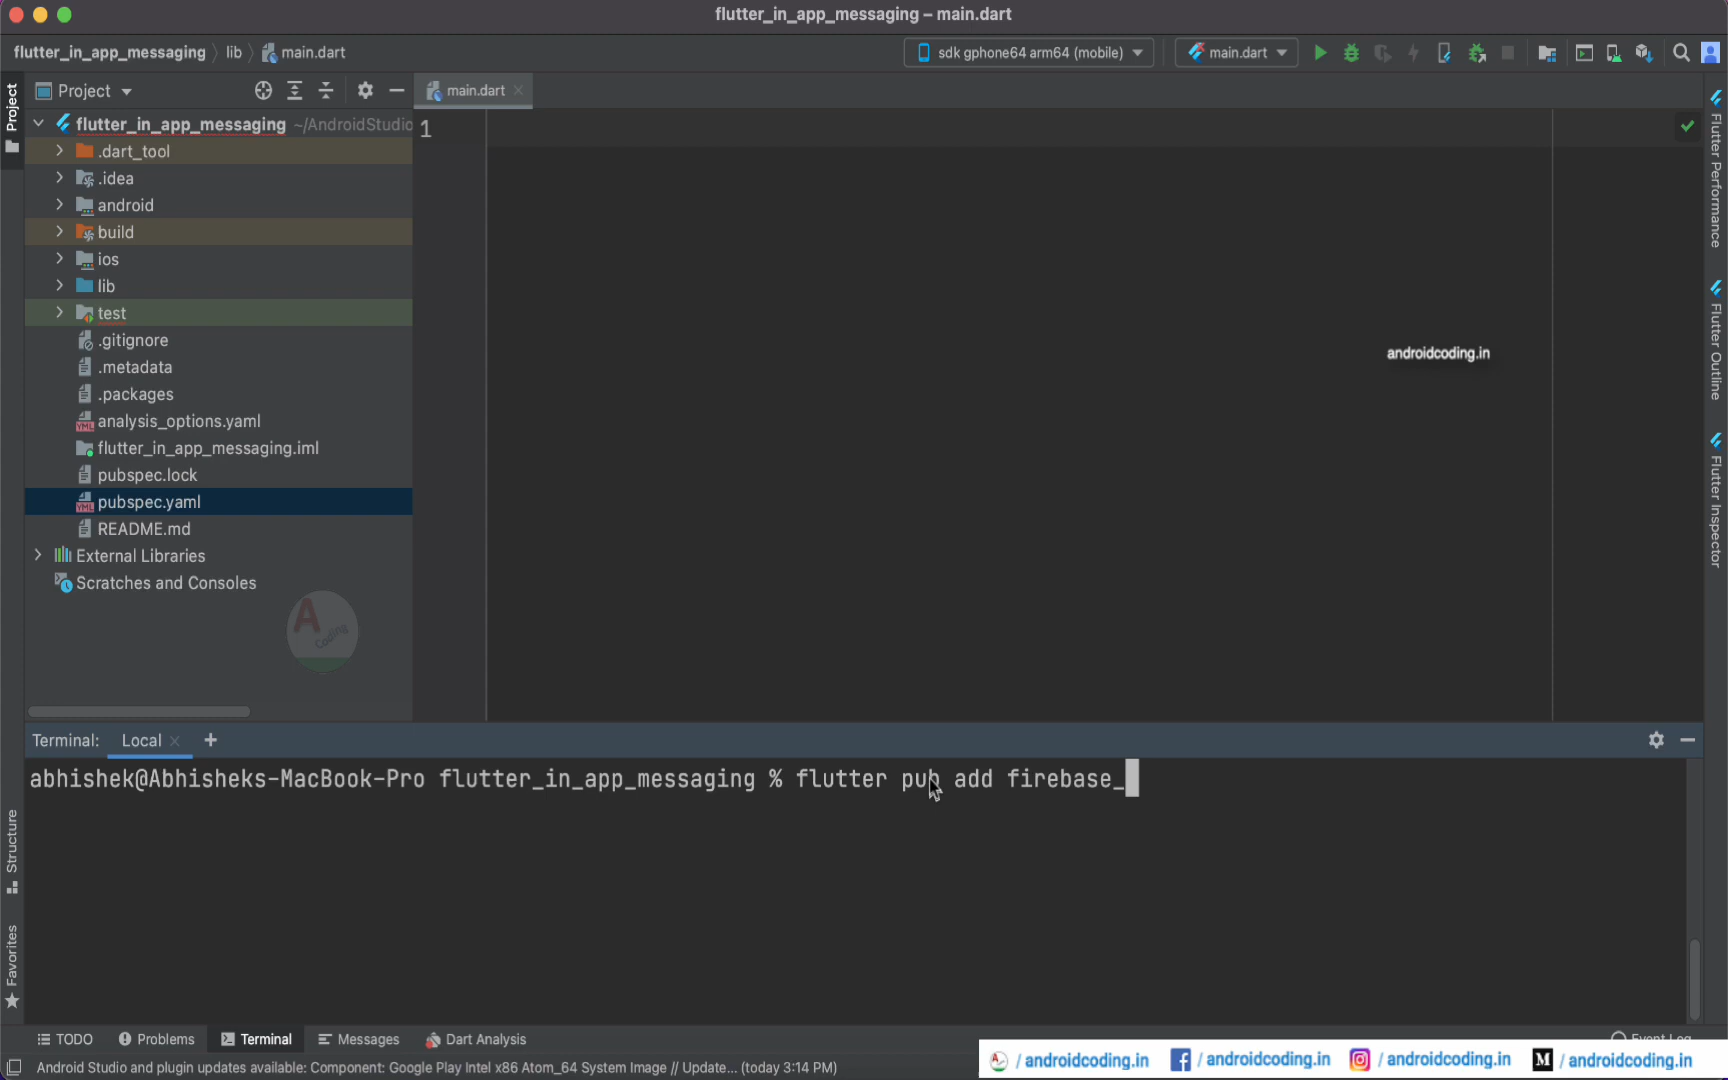 flutter_in_app_messaging – main.dart
flutter_in_app_messaging lib main.dart
sdk gphone64 arm64 (mobile) main.dart
Project
Project
main.dart
flutter_in_app_messaging ~/AndroidStudio
1
.dart_tool
.idea
android
build
ios
lib
test
.gitignore
.metadata
.packages
analysis_options.yaml
flutter_in_app_messaging.iml
pubspec.lock
pubspec.yaml
README.md
External Libraries
Scratches and Consoles
A
Coding
androidcoding.in
Flutter Performance
Flutter Outline
Flutter Inspector
Terminal: Local +
abhishek@Abhisheks-MacBook-Pro flutter_in_app_messaging % flutter pub add firebase_
Structure
Favorites
TODO Problems Terminal Messages Dart Analysis Event Log
Android Studio and plugin updates available: Component: Google Play Intel x86 Atom_64 System Image // Update... (today 3:14 PM)
/ androidcoding.in / androidcoding.in / androidcoding.in M / androidcoding.in